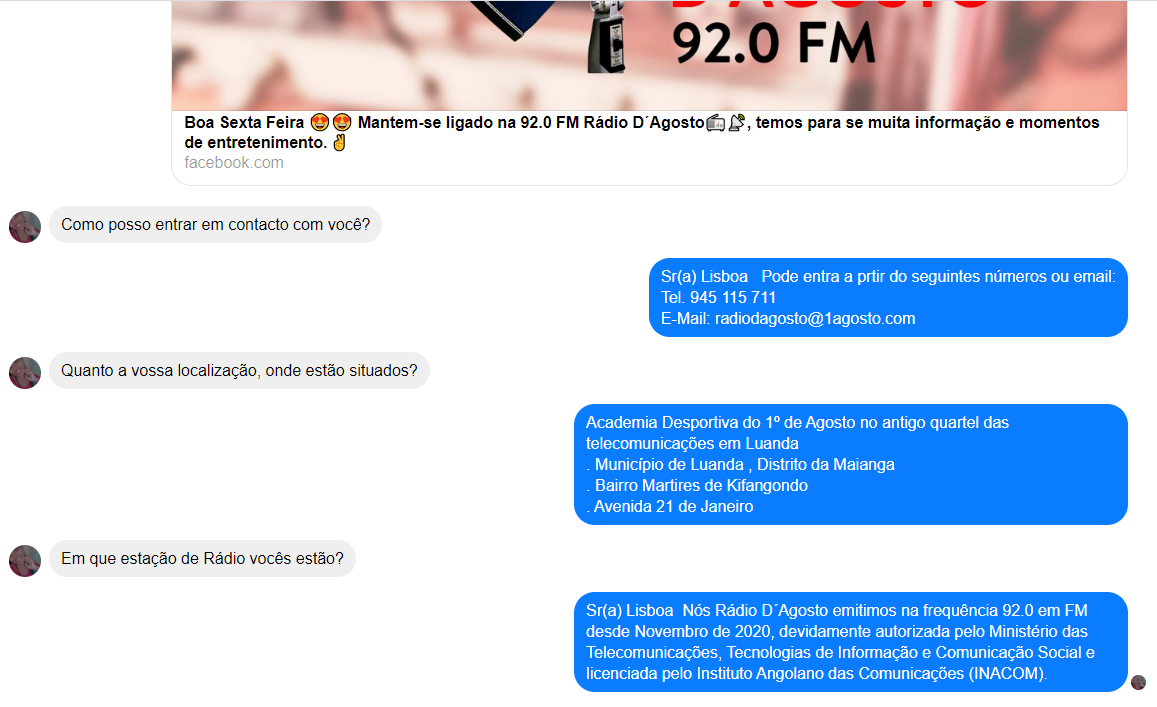 92.0 FM
Boa Sexta Feira 😍😍 Mantem-se ligado na 92.0 FM Rádio D´Agosto📻📡, temos para se muita informação e momentos
de entretenimento. ✌
facebook.com
Como posso entrar em contacto com você?
Sr(a) Lisboa   Pode entra a prtir do seguintes números ou email:
Tel. 945 115 711
E-Mail: radiodagosto@1agosto.com
Quanto a vossa localização, onde estão situados?
Academia Desportiva do 1º de Agosto no antigo quartel das
telecomunicações em Luanda
. Município de Luanda , Distrito da Maianga
. Bairro Martires de Kifangondo
. Avenida 21 de Janeiro
Em que estação de Rádio vocês estão?
Sr(a) Lisboa  Nós Rádio D´Agosto emitimos na frequência 92.0 em FM
desde Novembro de 2020, devidamente autorizada pelo Ministério das
Telecomunicações, Tecnologias de Informação e Comunicação Social e
licenciada pelo Instituto Angolano das Comunicações (INACOM).